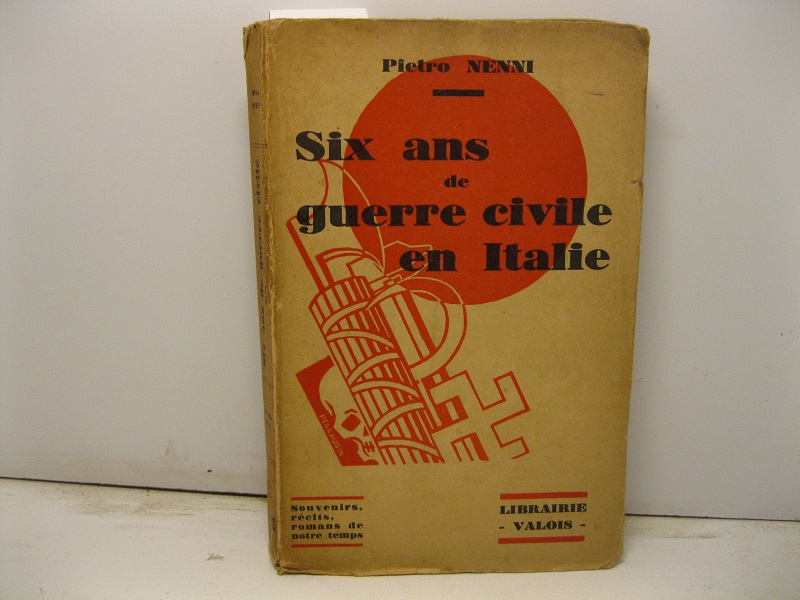 Pietro NENNI
Six ans
de
guerre civile
en Italie
Souvenirs,
récits,
romans de
notre temps
LIBRAIRIE
- VALOIS -